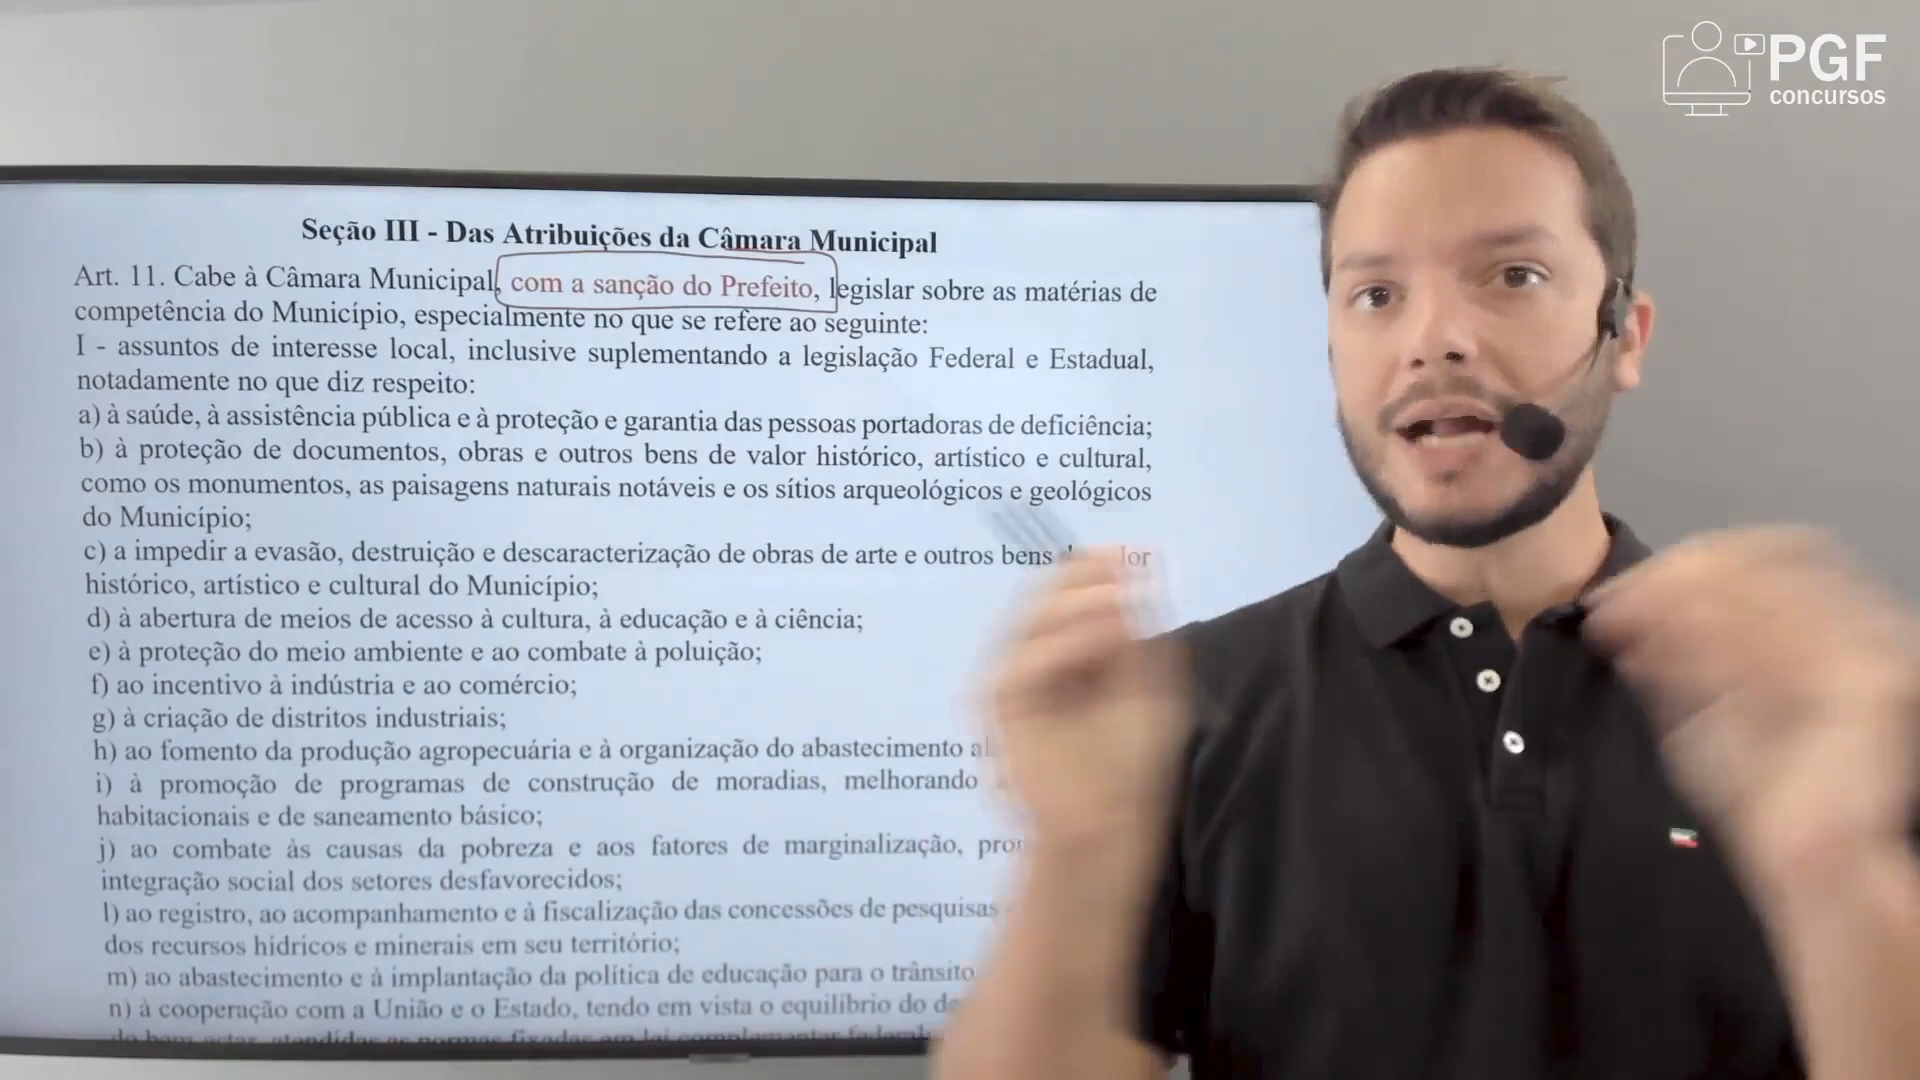 PGF
concursos
Seção III - Das Atribuições da Câmara Municipal
Art. 11. Cabe à Câmara Municipal, com a sanção do Prefeito, legislar sobre as matérias de
competência do Município, especialmente no que se refere ao seguinte:
I - assuntos de interesse local, inclusive suplementando a legislação Federal e Estadual,
notadamente no que diz respeito:
a) à saúde, à assistência pública e à proteção e garantia das pessoas portadoras de deficiência;
b) à proteção de documentos, obras e outros bens de valor histórico, artístico e cultural,
como os monumentos, as paisagens naturais notáveis e os sítios arqueológicos e geológicos
do Município;
c) a impedir a evasão, destruição e descaracterização de obras de arte e outros bens
histórico, artístico e cultural do Município;
d) à abertura de meios de acesso à cultura, à educação e à ciência;
e) à proteção do meio ambiente e ao combate à poluição;
f) ao incentivo à indústria e ao comércio;
g) à criação de distritos industriais;
h) ao fomento da produção agropecuária e à organização do abastecimento
i) à promoção de programas de construção de moradias, melhorando
habitacionais e de saneamento básico;
j) ao combate às causas da pobreza e aos fatores de marginalização,
integração social dos setores desfavorecidos;
l) ao registro, ao acompanhamento e à fiscalização das concessões de pesquisas
dos recursos hídricos e minerais em seu território;
m) ao abastecimento e à implantação da política de educação para o trânsito
n) à cooperação com a União e o Estado, tendo em vista o equilíbrio do